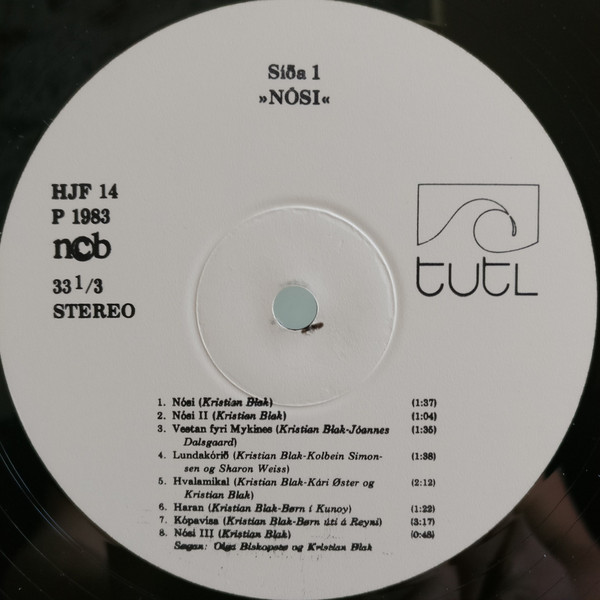 Síða 1
»NÓSI«
HJF 14
P 1983
ncb
33 1/3
STEREO
tutl
1. Nósi (Kristian Blak) (1:37)
2. Nósi II (Kristian Blak) (1:04)
3. Vestan fyri Mykines (Kristian Blak-Jóannes (1:35)
Dalsgaard)
4. Lundakórið (Kristian Blak-Kolbein Simon- (1:38)
sen og Sharon Weiss)
5. Hvalamikal (Kristian Blak-Kári Øster og (2:12)
Kristian Blak)
6. Haran (Kristian Blak-Børn í Kunoy) (1:22)
7. Kópavísa (Kristian Blak-Børn úti á Reyni) (3:17)
8. Nósi III (Kristian Blak) (0:48)
Søgan: Olga Biskopstø og Kristian Blak